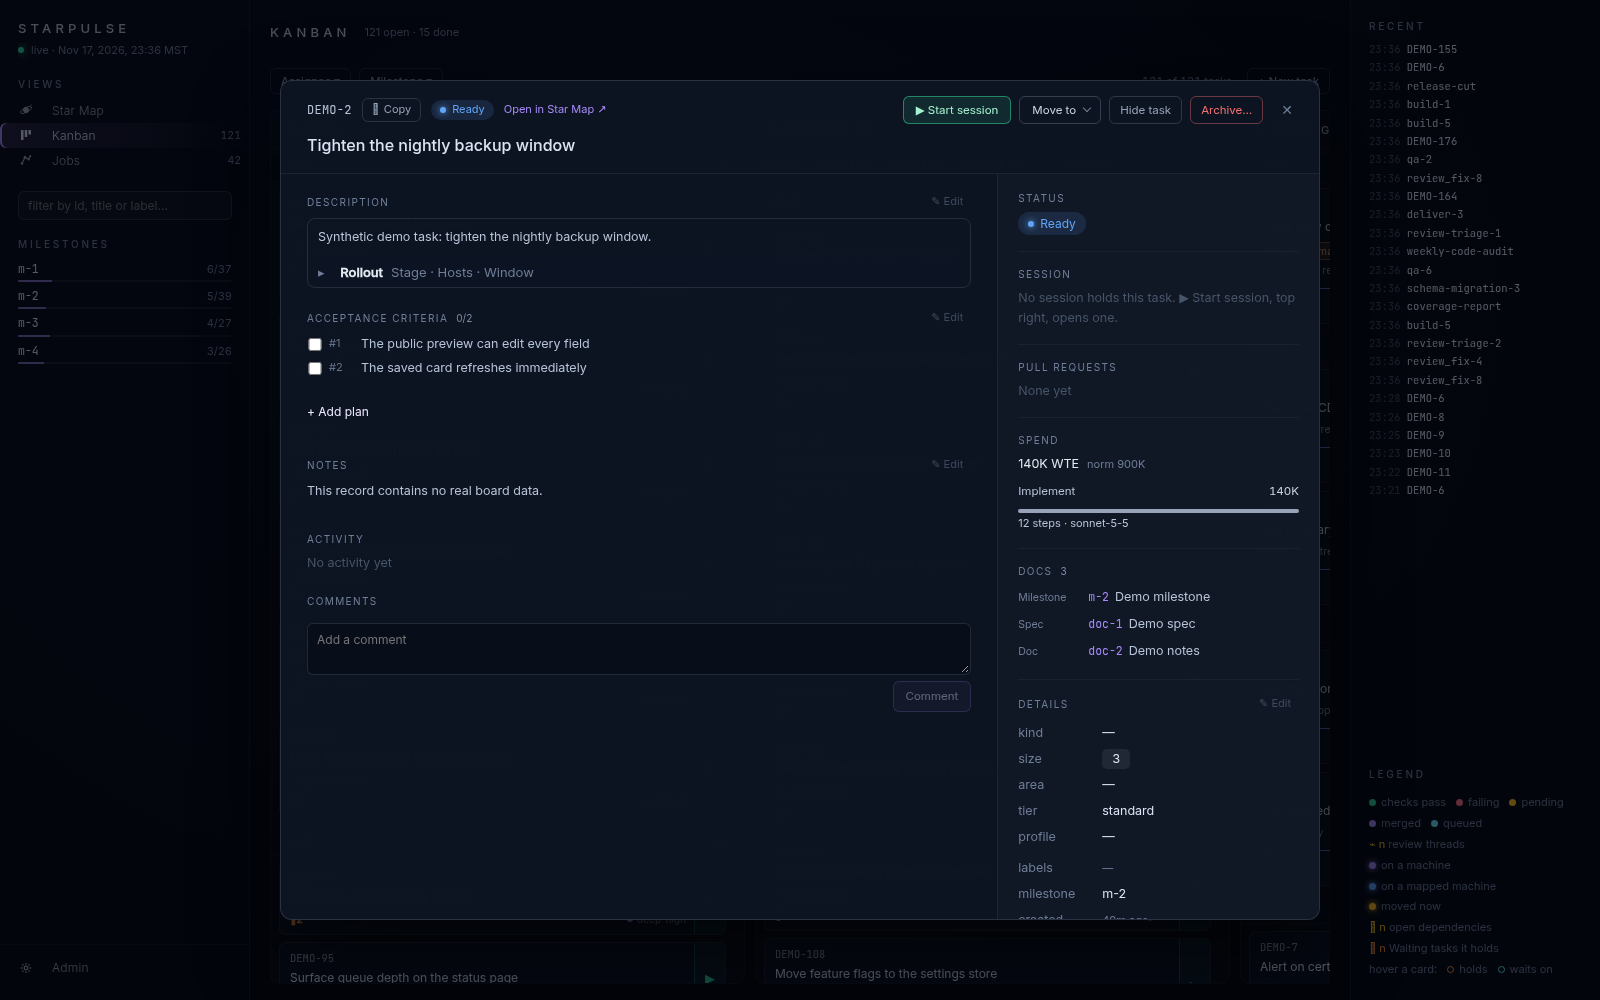 STARPULSE
live · Nov 17, 2026, 23:36 MST
VIEWS
Star Map
Kanban 121
Jobs 42
filter by id, title or label...
MILESTONES
m-1 6/37
m-2 5/39
m-3 4/27
m-4 3/26
Admin
KANBAN 121 open · 15 done
DEMO-2 Copy Ready Open in Star Map ↗ ▶ Start session Move to Hide task Archive... ✕
Tighten the nightly backup window
DESCRIPTION ✎ Edit
Synthetic demo task: tighten the nightly backup window.
▸ Rollout Stage · Hosts · Window
ACCEPTANCE CRITERIA 0/2 ✎ Edit
#1 The public preview can edit every field
#2 The saved card refreshes immediately
+ Add plan
NOTES ✎ Edit
This record contains no real board data.
ACTIVITY
No activity yet
COMMENTS
Add a comment
Comment
STATUS
Ready
SESSION
No session holds this task. ▶ Start session, top
right, opens one.
PULL REQUESTS
None yet
SPEND
140K WTE norm 900K
Implement 140K
12 steps · sonnet-5-5
DOCS 3
Milestone m-2 Demo milestone
Spec doc-1 Demo spec
Doc doc-2 Demo notes
DETAILS ✎ Edit
kind —
size 3
area —
tier standard
profile —
labels —
milestone m-2
DEMO-95
Surface queue depth on the status page
DEMO-108
Move feature flags to the settings store
DEMO-7
Alert on cert
RECENT
23:36 DEMO-155
23:36 DEMO-6
23:36 release-cut
23:36 build-1
23:36 build-5
23:36 DEMO-176
23:36 qa-2
23:36 review_fix-8
23:36 DEMO-164
23:36 deliver-3
23:36 review-triage-1
23:36 weekly-code-audit
23:36 qa-6
23:36 schema-migration-3
23:36 coverage-report
23:36 build-5
23:36 review-triage-2
23:36 review_fix-4
23:36 review_fix-8
23:28 DEMO-6
23:26 DEMO-8
23:25 DEMO-9
23:23 DEMO-10
23:22 DEMO-11
23:21 DEMO-6
LEGEND
checks pass failing pending
merged queued
n review threads
on a machine
on a mapped machine
moved now
n open dependencies
n Waiting tasks it holds
hover a card: holds waits on